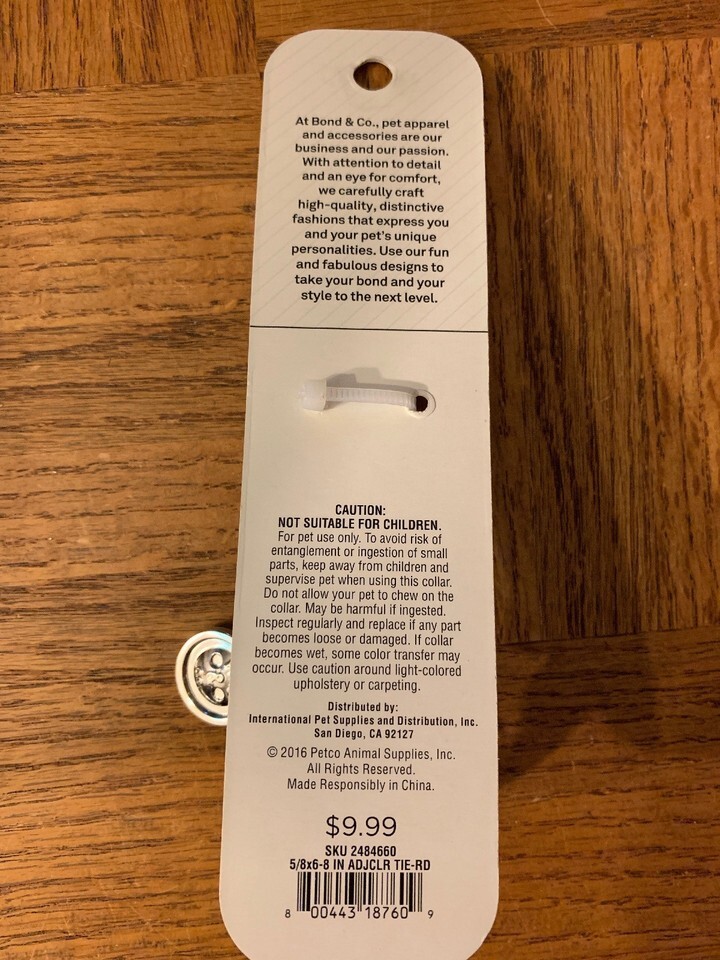 At Bond & Co., pet apparel
and accessories are our
business and our passion.
With attention to detail
and an eye for comfort,
we carefully craft
high-quality, distinctive
fashions that express you
and your pet's unique
personalities. Use our fun
and fabulous designs to
take your bond and your
style to the next level.
CAUTION:
NOT SUITABLE FOR CHILDREN.
For pet use only. To avoid risk of
entanglement or ingestion of small
parts, keep away from children and
supervise pet when using this collar.
Do not allow your pet to chew on the
collar. May be harmful if ingested.
Inspect regularly and replace if any part
becomes loose or damaged. If collar
becomes wet, some color transfer may
occur. Use caution around light-colored
upholstery or carpeting.
Distributed by:
International Pet Supplies and Distribution, Inc.
San Diego, CA 92127
© 2016 Petco Animal Supplies, Inc.
All Rights Reserved.
Made Responsibly in China.
$9.99
SKU 2484660
5/8x6-8 IN ADJCLR TIE-RD
8 00443 18760 9